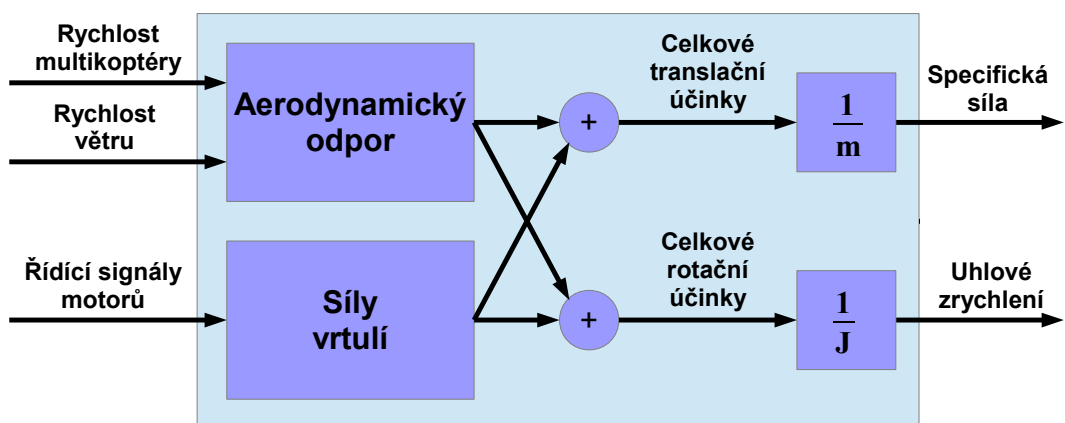 Rychlost
multikoptéry
Rychlost
větru
Řídící signály
motorů
Aerodynamický
odpor
Síly
vrtulí
+
+
Celkové
translační
účinky
Celkové
rotační
účinky
1
m
1
J
Specifická
síla
Uhlové
zrychlení